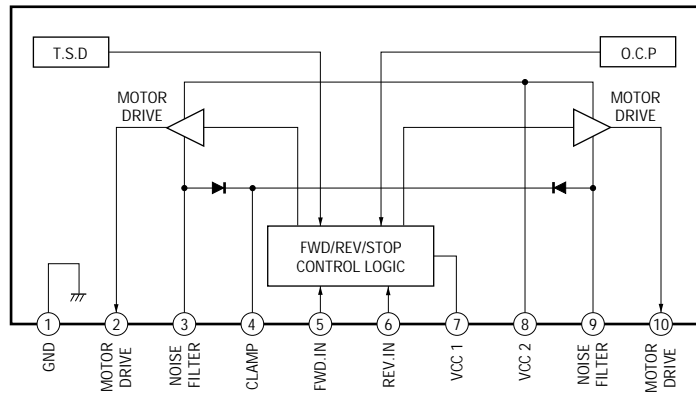 T.S.D
O.C.P
MOTOR
DRIVE
MOTOR
DRIVE
FWD/REV/STOP
CONTROL LOGIC
1
2
3
4
5
6
7
8
9
10
GND
MOTOR
DRIVE
NOISE
FILTER
CLAMP
FWD.IN
REV.IN
VCC 1
VCC 2
NOISE
FILTER
MOTOR
DRIVE